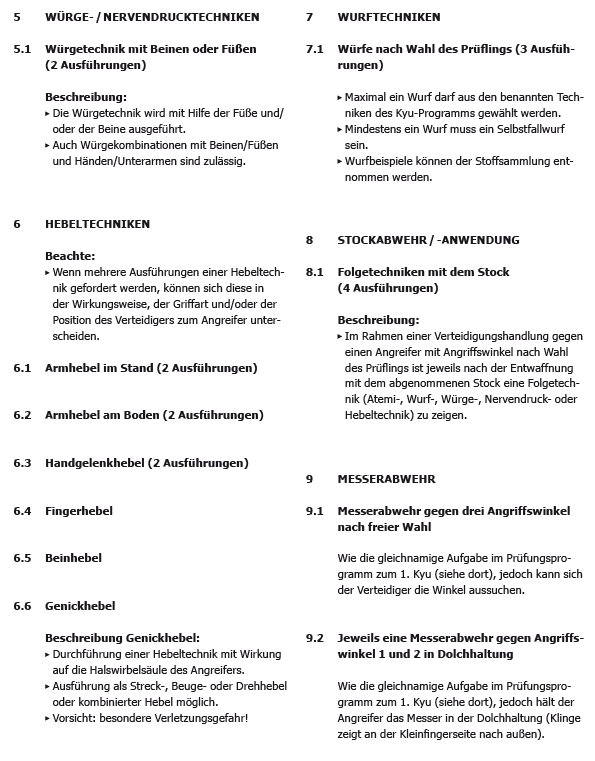 5 WÜRGE- / NERVENDRUCKTECHNIKEN
5.1 Würgetechnik mit Beinen oder Füßen
(2 Ausführungen)
Beschreibung:
▸ Die Würgetechnik wird mit Hilfe der Füße und/
oder der Beine ausgeführt.
▸ Auch Würgekombinationen mit Beinen/Füßen
und Händen/Unterarmen sind zulässig.
6 HEBELTECHNIKEN
Beachte:
▸ Wenn mehrere Ausführungen einer Hebeltech-
nik gefordert werden, können sich diese in
der Wirkungsweise, der Griffart und/oder der
Position des Verteidigers zum Angreifer unter-
scheiden.
6.1 Armhebel im Stand (2 Ausführungen)
6.2 Armhebel am Boden (2 Ausführungen)
6.3 Handgelenkhebel (2 Ausführungen)
6.4 Fingerhebel
6.5 Beinhebel
6.6 Genickhebel
Beschreibung Genickhebel:
▸ Durchführung einer Hebeltechnik mit Wirkung
auf die Halswirbelsäule des Angreifers.
▸ Ausführung als Streck-, Beuge- oder Drehhebel
oder kombinierter Hebel möglich.
▸ Vorsicht: besondere Verletzungsgefahr!
7 WURFTECHNIKEN
7.1 Würfe nach Wahl des Prüflings (3 Ausfüh-
rungen)
▸ Maximal ein Wurf darf aus den benannten Tech-
niken des Kyu-Programms gewählt werden.
▸ Mindestens ein Wurf muss ein Selbstfallwurf
sein.
▸ Wurfbeispiele können der Stoffsammlung ent-
nommen werden.
8 STOCKABWEHR / -ANWENDUNG
8.1 Folgetechniken mit dem Stock
(4 Ausführungen)
Beschreibung:
▸ Im Rahmen einer Verteidigungshandlung gegen
einen Angreifer mit Angriffswinkel nach Wahl
des Prüflings ist jeweils nach der Entwaffnung
mit dem abgenommenen Stock eine Folgetech-
nik (Atemi-, Wurf-, Würge-, Nervendruck- oder
Hebeltechnik) zu zeigen.
9 MESSERABWEHR
9.1 Messerabwehr gegen drei Angriffswinkel
nach freier Wahl
Wie die gleichnamige Aufgabe im Prüfungspro-
gramm zum 1. Kyu (siehe dort), jedoch kann sich
der Verteidiger die Winkel aussuchen.
9.2 Jeweils eine Messerabwehr gegen Angriffs-
winkel 1 und 2 in Dolchhaltung
Wie die gleichnamige Aufgabe im Prüfungspro-
gramm zum 1. Kyu (siehe dort), jedoch hält der
Angreifer das Messer in der Dolchhaltung (Klinge
zeigt an der Kleinfingerseite nach außen).